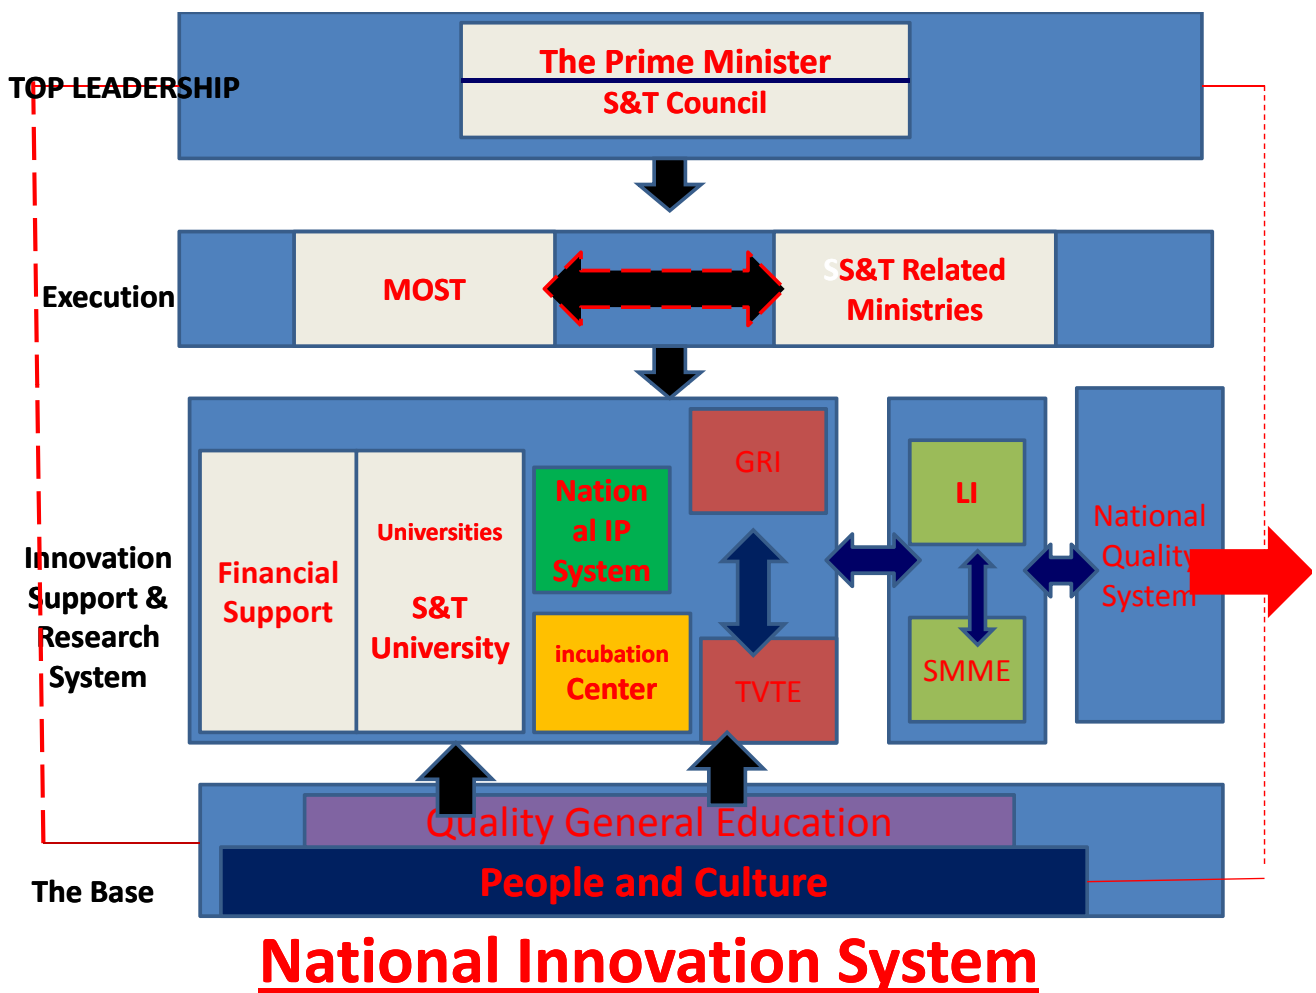 The Prime Minister
S&T Council
TOP LEADERSHIP
Execution
MOST
SS&T Related
Ministries
Innovation
Support &
Research
System
Financial
Support
Universities
S&T
University
Nation
al IP
System
incubation
Center
GRI
TVTE
LI
SMME
National
Quality
System
The Base
Quality General Education
People and Culture
National Innovation System